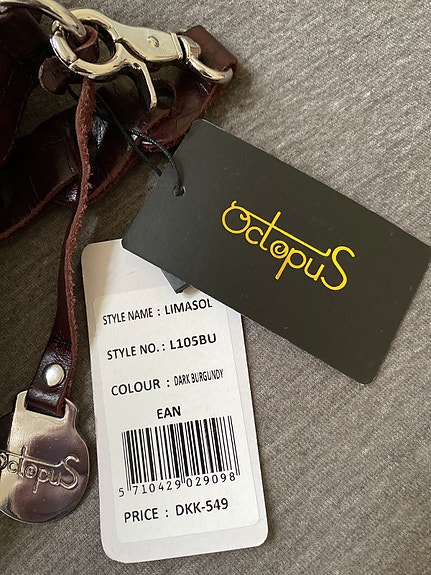 OctopuS
STYLE NAME : LIMASOL
STYLE NO. : L105BU
COLOUR : DARK BURGUNDY
EAN
5 710429 029098
PRICE : DKK-549
OctopuS